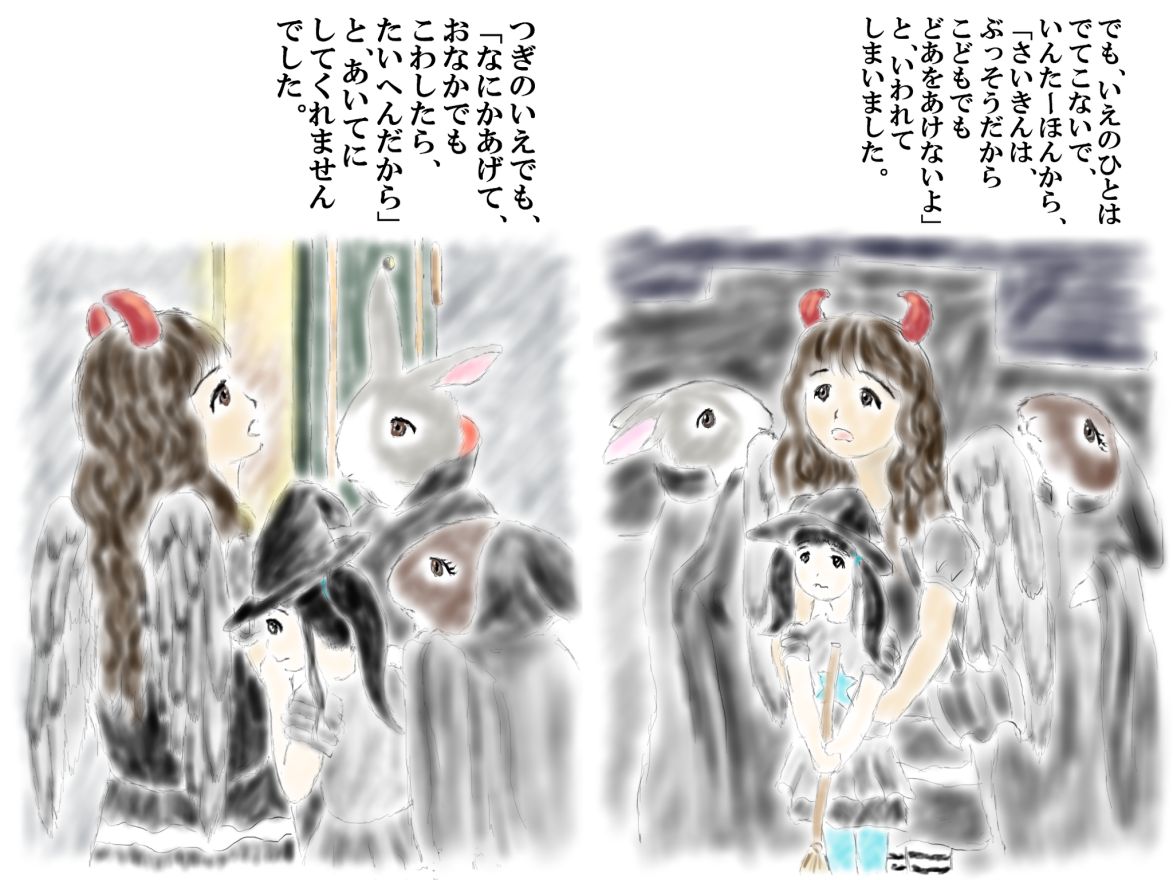 でも、いえのひとは
でてこないで、
いんたーほんから、
「さいきんは、
ぶっそうだから
こどもでも
どあをあけないよ」
と、いわれて
しまいました。
つぎのいえでも、
「なにかあげて、
おなかでも
こわしたら、
たいへんだから」
と、あいてに
してくれません
でした。